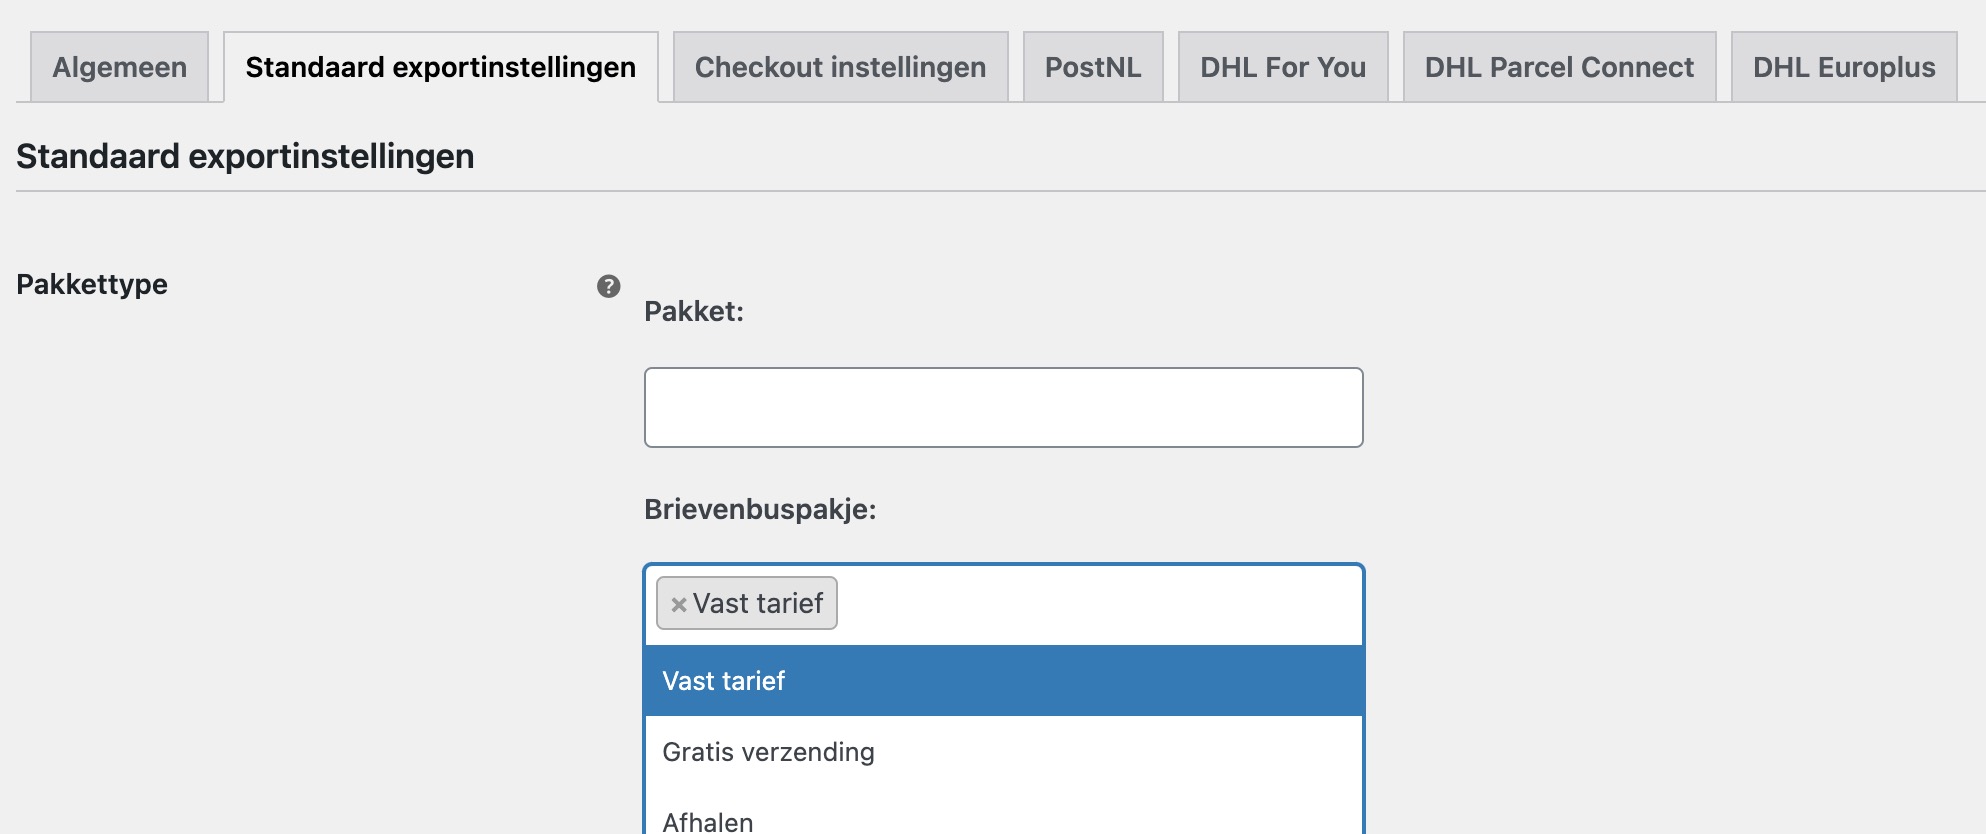 Algemeen
Standaard exportinstellingen
Checkout instellingen
PostNL
DHL For You
DHL Parcel Connect
DHL Europlus
Standaard exportinstellingen
Pakkettype
?
Pakket:
Brievenbuspakje:
× Vast tarief
Vast tarief
Gratis verzending
Afhalen